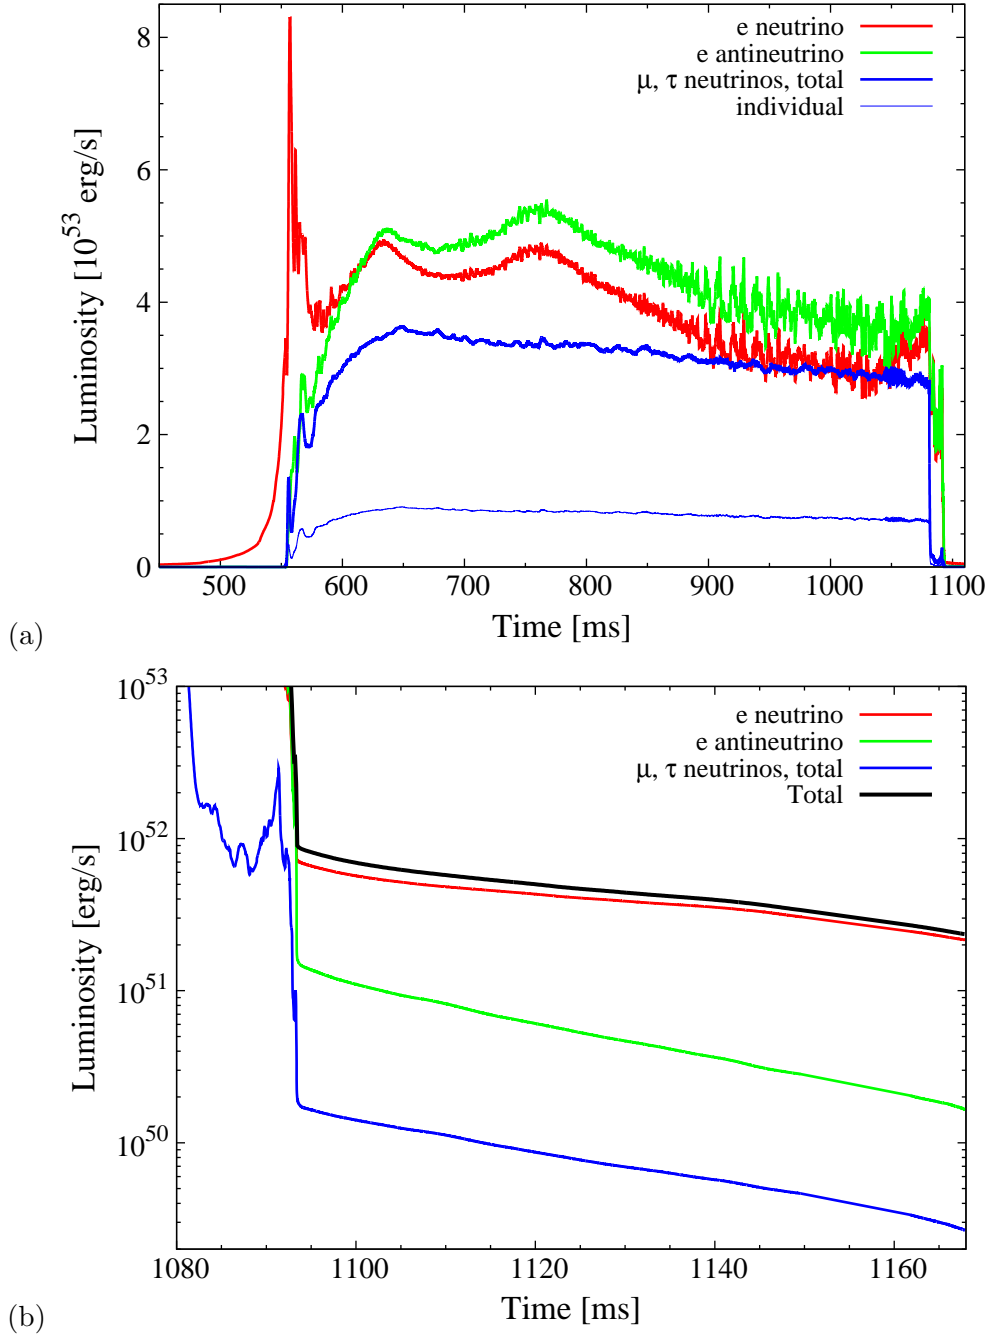 8
6
4
2
0
Luminosity [10^53 erg/s]
e neutrino
e antineutrino
μ, τ neutrinos, total
individual
500 600 700 800 900 1000 1100
Time [ms]
(a)
10^53
10^52
10^51
10^50
Luminosity [erg/s]
e neutrino
e antineutrino
μ, τ neutrinos, total
Total
1080 1100 1120 1140 1160
Time [ms]
(b)